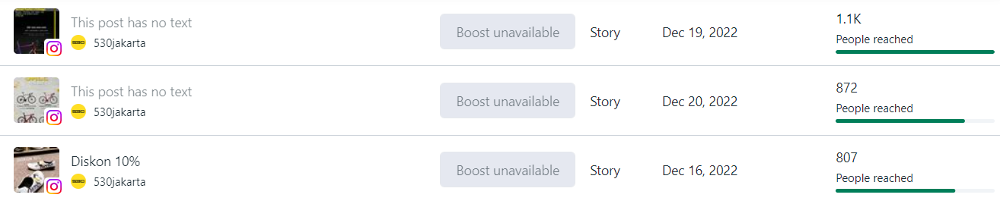 This post has no text
530jakarta
Boost unavailable
Story
Dec 19, 2022
1.1K
People reached
This post has no text
530jakarta
Boost unavailable
Story
Dec 20, 2022
872
People reached
Diskon 10%
530jakarta
Boost unavailable
Story
Dec 16, 2022
807
People reached